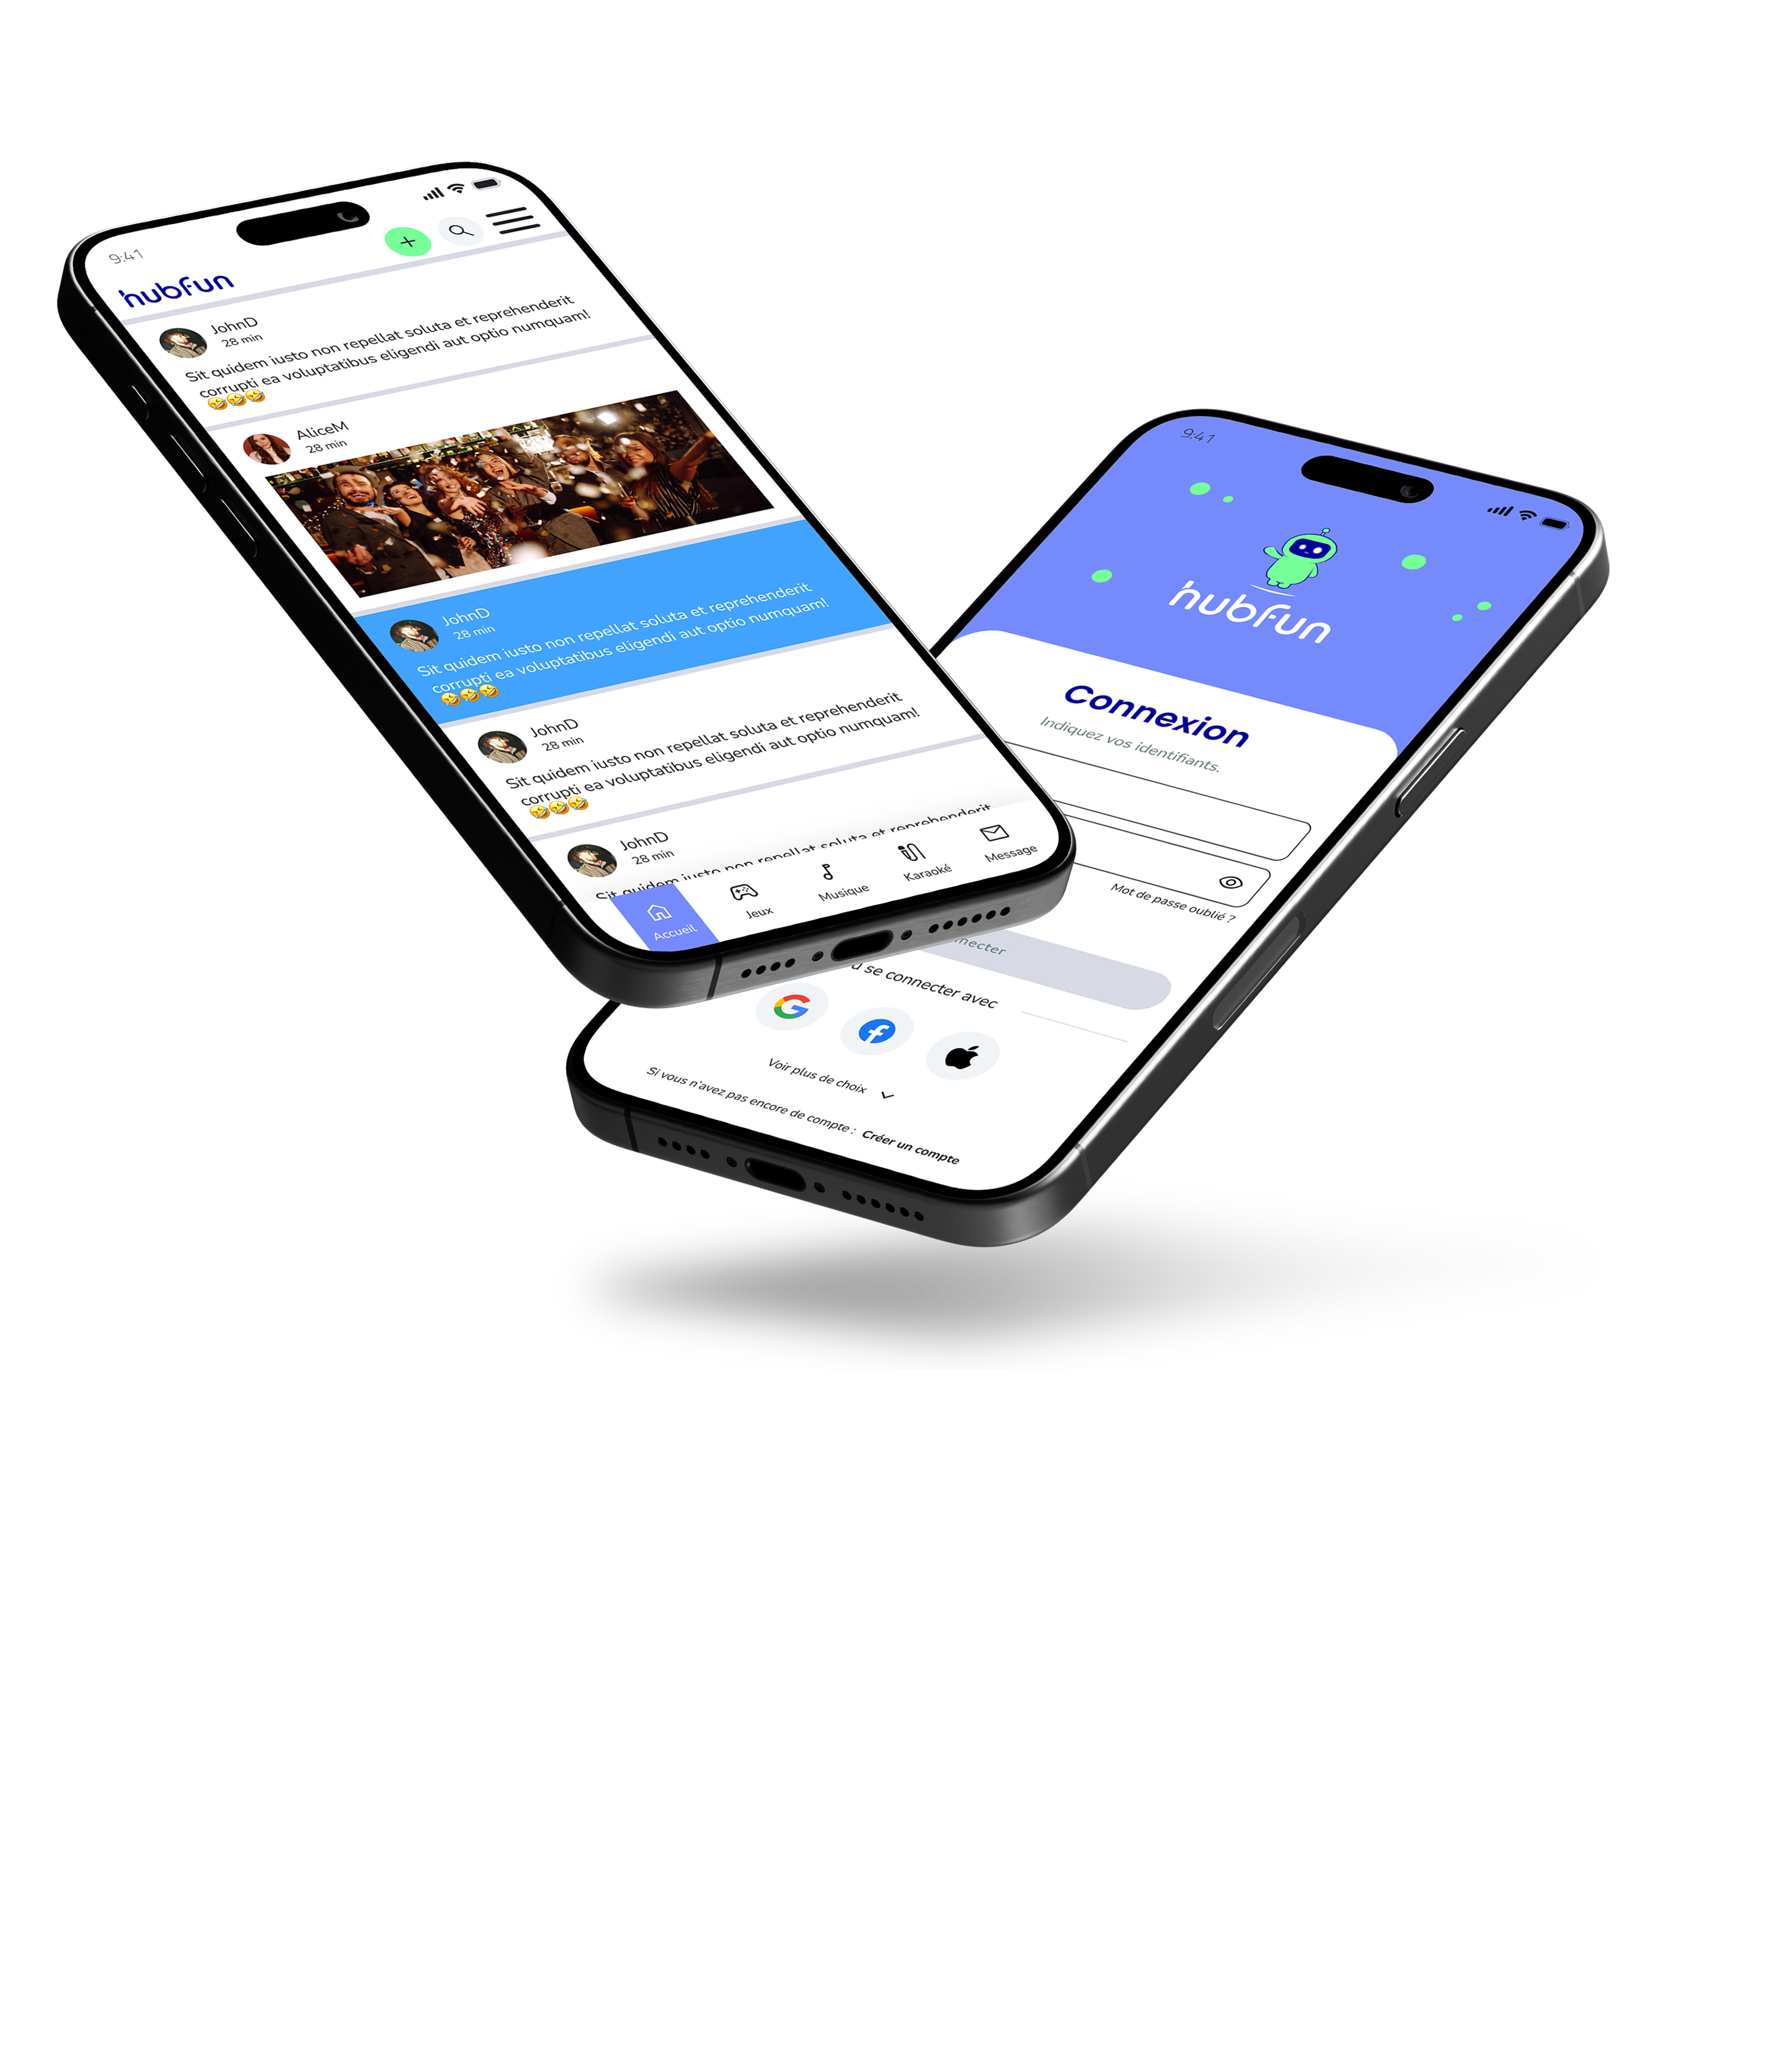 9:41
hubfun
JohnD
28 min
Sit quidem iusto non repellat soluta et reprehenderit
corrupti ea voluptatibus eligendi aut optio numquam!
🤣🤣🤣
AliceM
28 min
JohnD
28 min
Sit quidem iusto non repellat soluta et reprehenderit
corrupti ea voluptatibus eligendi aut optio numquam!
🤣🤣🤣
JohnD
28 min
Sit quidem iusto non repellat soluta et reprehenderit
corrupti ea voluptatibus eligendi aut optio numquam!
🤣🤣🤣
JohnD
28 min
Sit quidem iusto non repellat soluta et reprehenderit
Accueil
Jeux
Musique
Karaoké
Message
9:41
hubfun
Connexion
Indiquez vos identifiants.
Mot de passe oublié ?
necter
u se connecter avec
Voir plus de choix
Si vous n'avez pas encore de compte : Créer un compte